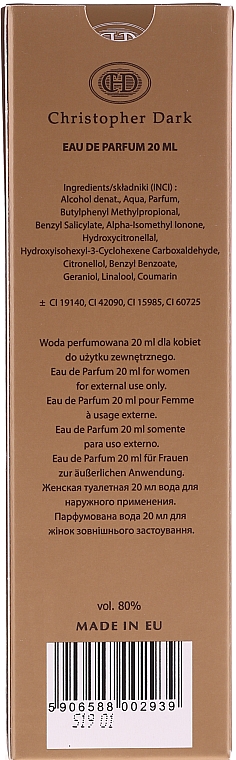 CHD
Christopher Dark
EAU DE PARFUM 20 ML
Ingredients/składniki (INCI) :
Alcohol denat., Aqua, Parfum,
Butylphenyl Methylpropional,
Benzyl Salicylate, Alpha-Isomethyl Ionone,
Hydroxycitronellal,
Hydroxyisohexyl-3-Cyclohexene Carboxaldehyde,
Citronellol, Benzyl Benzoate,
Geraniol, Linalool, Coumarin
± CI 19140, CI 42090, CI 15985, CI 60725
Woda perfumowana 20 ml dla kobiet
do użytku zewnętrznego.
Eau de Parfum 20 ml for women
for external use only.
Eau de Parfum 20 ml pour Femme
à usage externe.
Eau de Parfum 20 ml somente
para uso externo.
Eau de Parfum 20 ml für Frauen
zur äußerlichen Anwendung.
Женская туалетная 20 мл вода для
наружного применения.
Парфумована вода 20 мл для
жінок зовнішнього застоування.
vol. 80%
MADE IN EU
5 906588 002939
519 01